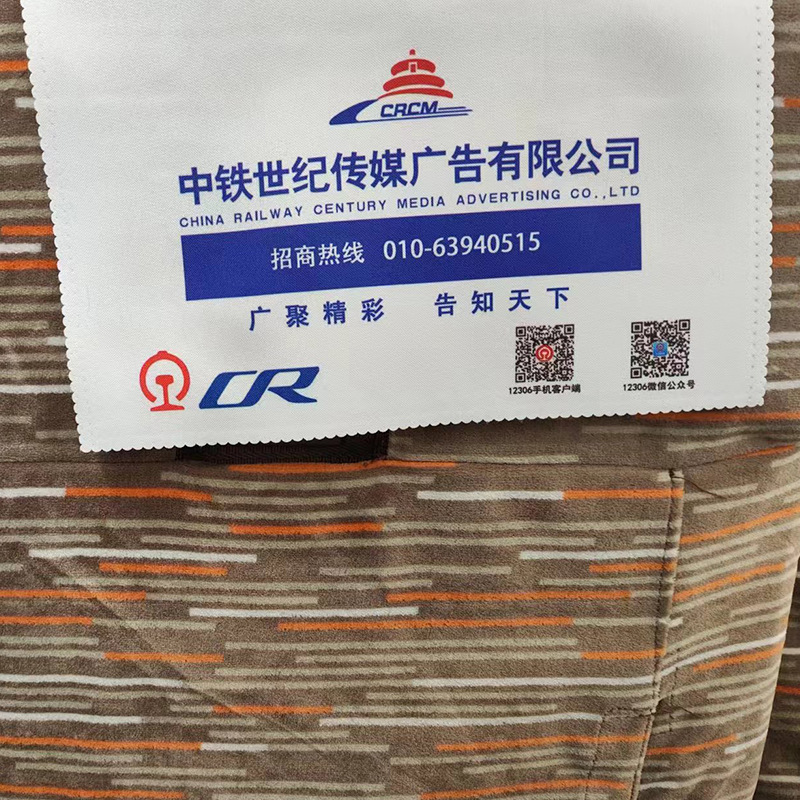 CRCM
中铁世纪传媒广告有限公司
CHINA RAILWAY CENTURY MEDIA ADVERTISING CO.,LTD
招商热线 010-63940515
广聚精彩 告知天下
CR
12306手机客户端
12306微信公众号